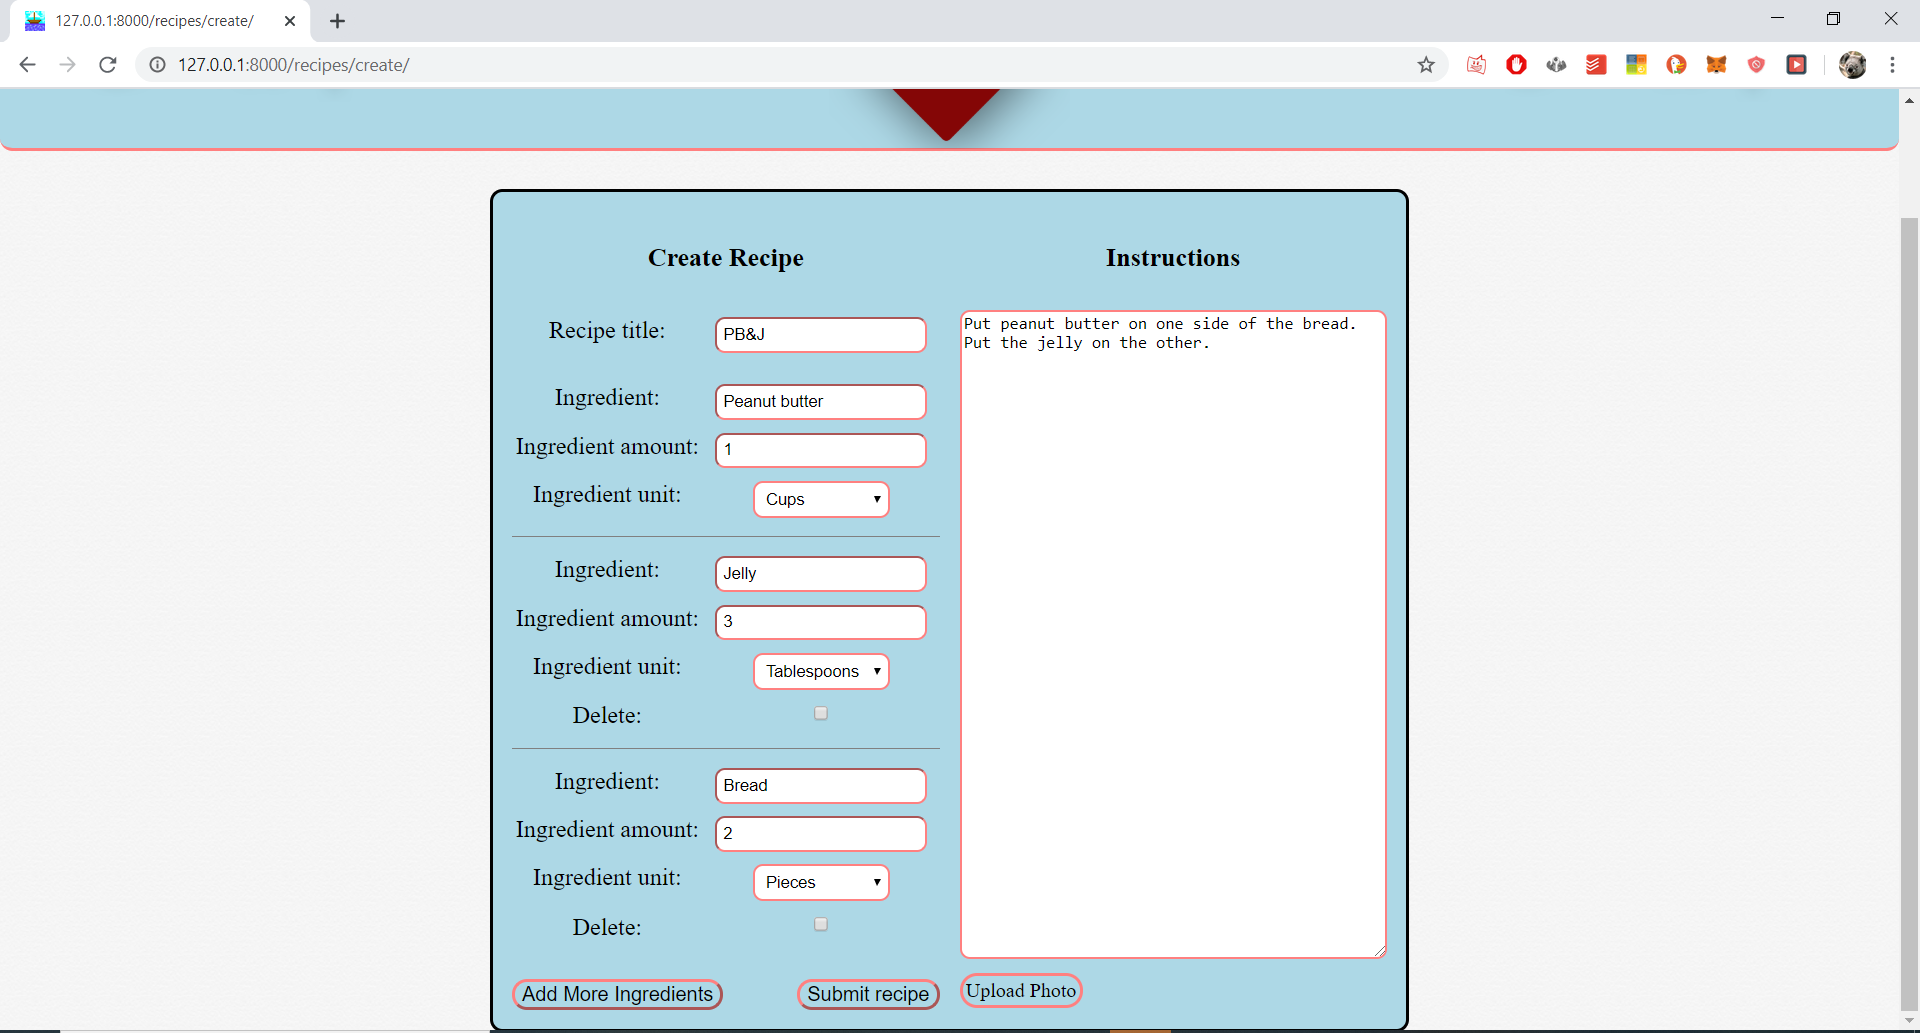 127.0.0.1:8000/recipes/create/
127.0.0.1:8000/recipes/create/
Create Recipe
Recipe title: PB&J
Ingredient: Peanut butter
Ingredient amount: 1
Ingredient unit: Cups
Ingredient: Jelly
Ingredient amount: 3
Ingredient unit: Tablespoons
Delete:
Ingredient: Bread
Ingredient amount: 2
Ingredient unit: Pieces
Delete:
Add More Ingredients Submit recipe
Instructions
Put peanut butter on one side of the bread.
Put the jelly on the other.
Upload Photo